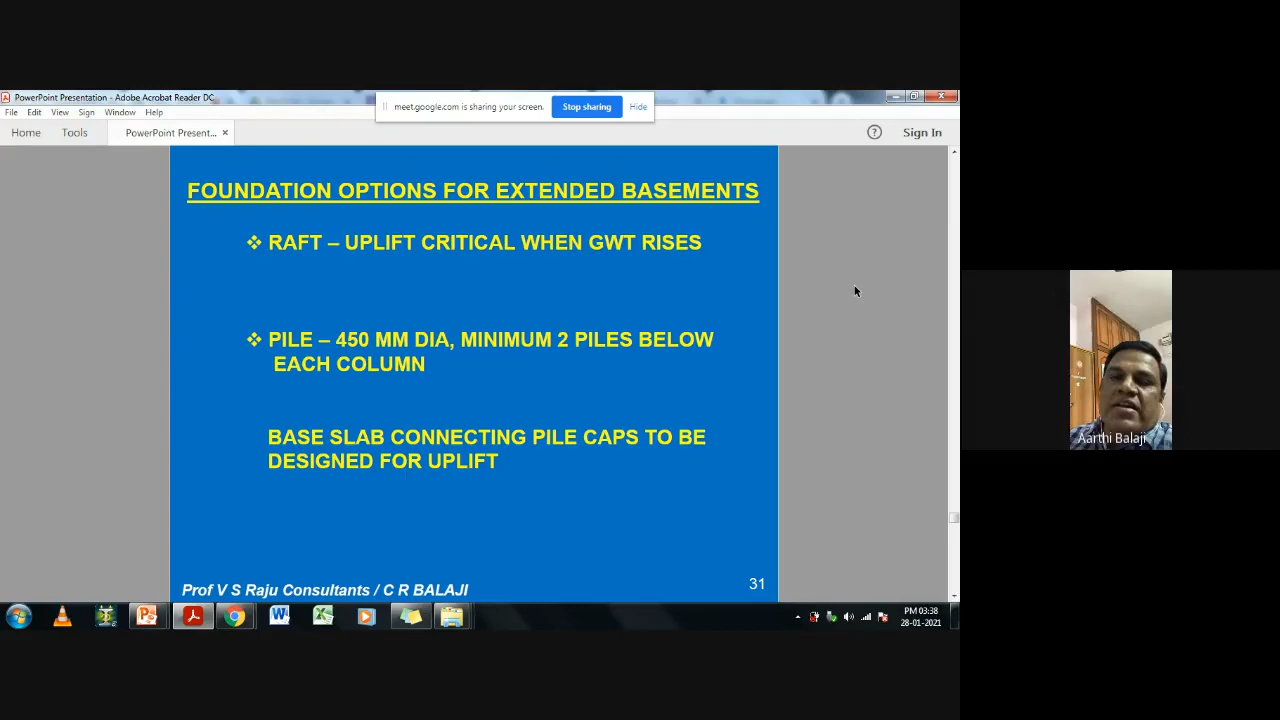 PowerPoint Presentation - Adobe Acrobat Reader DC
File Edit View Sign Window Help
meet.google.com is sharing your screen. Stop sharing Hide
Home Tools PowerPoint Present... × Sign In
FOUNDATION OPTIONS FOR EXTENDED BASEMENTS
❖ RAFT – UPLIFT CRITICAL WHEN GWT RISES
❖ PILE – 450 MM DIA, MINIMUM 2 PILES BELOW
EACH COLUMN
BASE SLAB CONNECTING PILE CAPS TO BE
DESIGNED FOR UPLIFT
Prof V S Raju Consultants / C R BALAJI
31
Aarthi Balaji
PM 03:38
28-01-2021